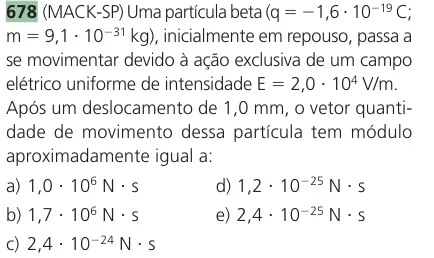 678 (MACK-SP) Uma partícula beta (q = −1,6 · 10⁻¹⁹ C;
m = 9,1 · 10⁻³¹ kg), inicialmente em repouso, passa a
se movimentar devido à ação exclusiva de um campo
elétrico uniforme de intensidade E = 2,0 · 10⁴ V/m.
Após um deslocamento de 1,0 mm, o vetor quanti-
dade de movimento dessa partícula tem módulo
aproximadamente igual a:
a) 1,0 · 10⁶ N · s d) 1,2 · 10⁻²⁵ N · s
b) 1,7 · 10⁶ N · s e) 2,4 · 10⁻²⁵ N · s
c) 2,4 · 10⁻²⁴ N · s